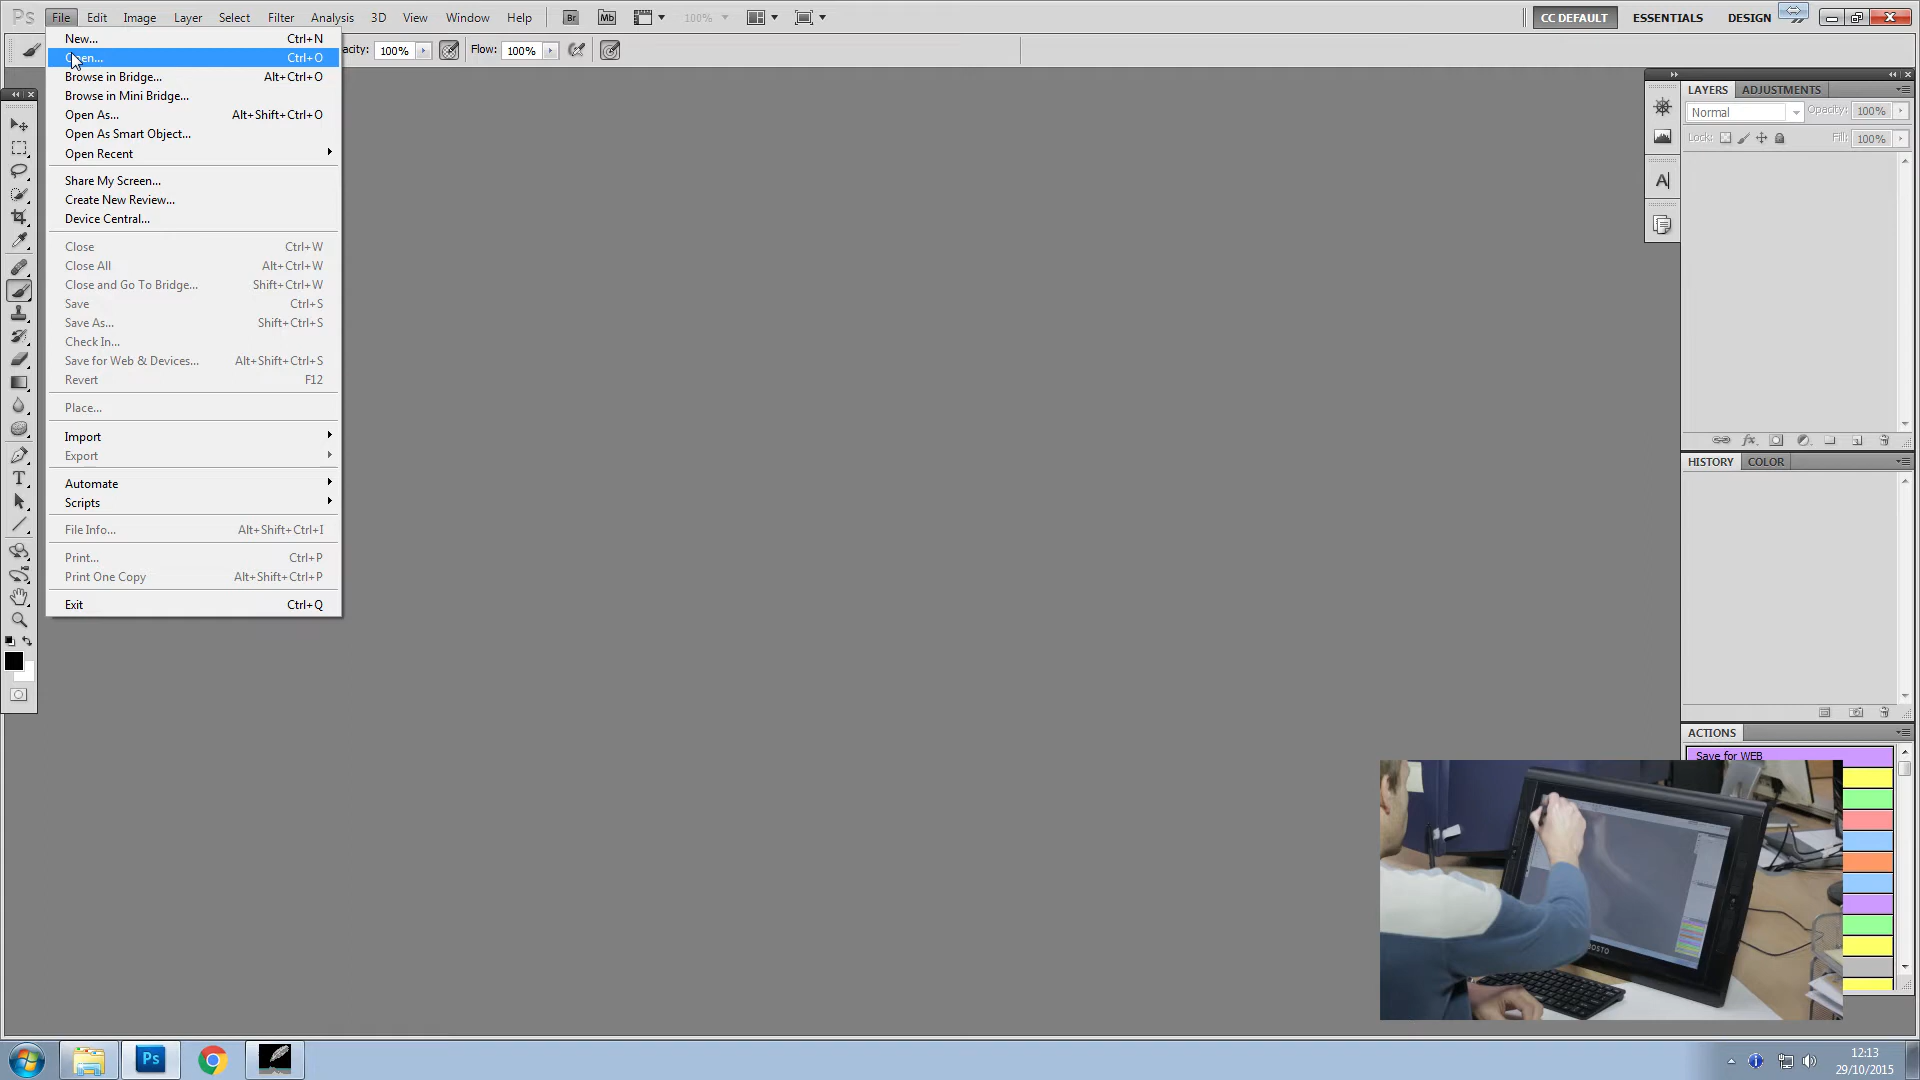 Ps File Edit Image Layer Select Filter Analysis 3D View Window Help Br Mb 100% CC DEFAULT ESSENTIALS DESIGN
100% Flow: 100%
New... Ctrl+N
Open... Ctrl+O
Browse in Bridge... Alt+Ctrl+O
Browse in Mini Bridge...
Open As... Alt+Shift+Ctrl+O
Open As Smart Object...
Open Recent
Share My Screen...
Create New Review...
Device Central...
Close Ctrl+W
Close All Alt+Ctrl+W
Close and Go To Bridge... Shift+Ctrl+W
Save Ctrl+S
Save As... Shift+Ctrl+S
Check In...
Save for Web & Devices... Alt+Shift+Ctrl+S
Revert F12
Place...
Import
Export
Automate
Scripts
File Info... Alt+Shift+Ctrl+I
Print... Ctrl+P
Print One Copy Alt+Shift+Ctrl+P
Exit Ctrl+Q
LAYERS ADJUSTMENTS
Normal Opacity: 100%
Lock: Fill: 100%
HISTORY COLOR
ACTIONS
Save for WEB
Ps
12:13
29/10/2015